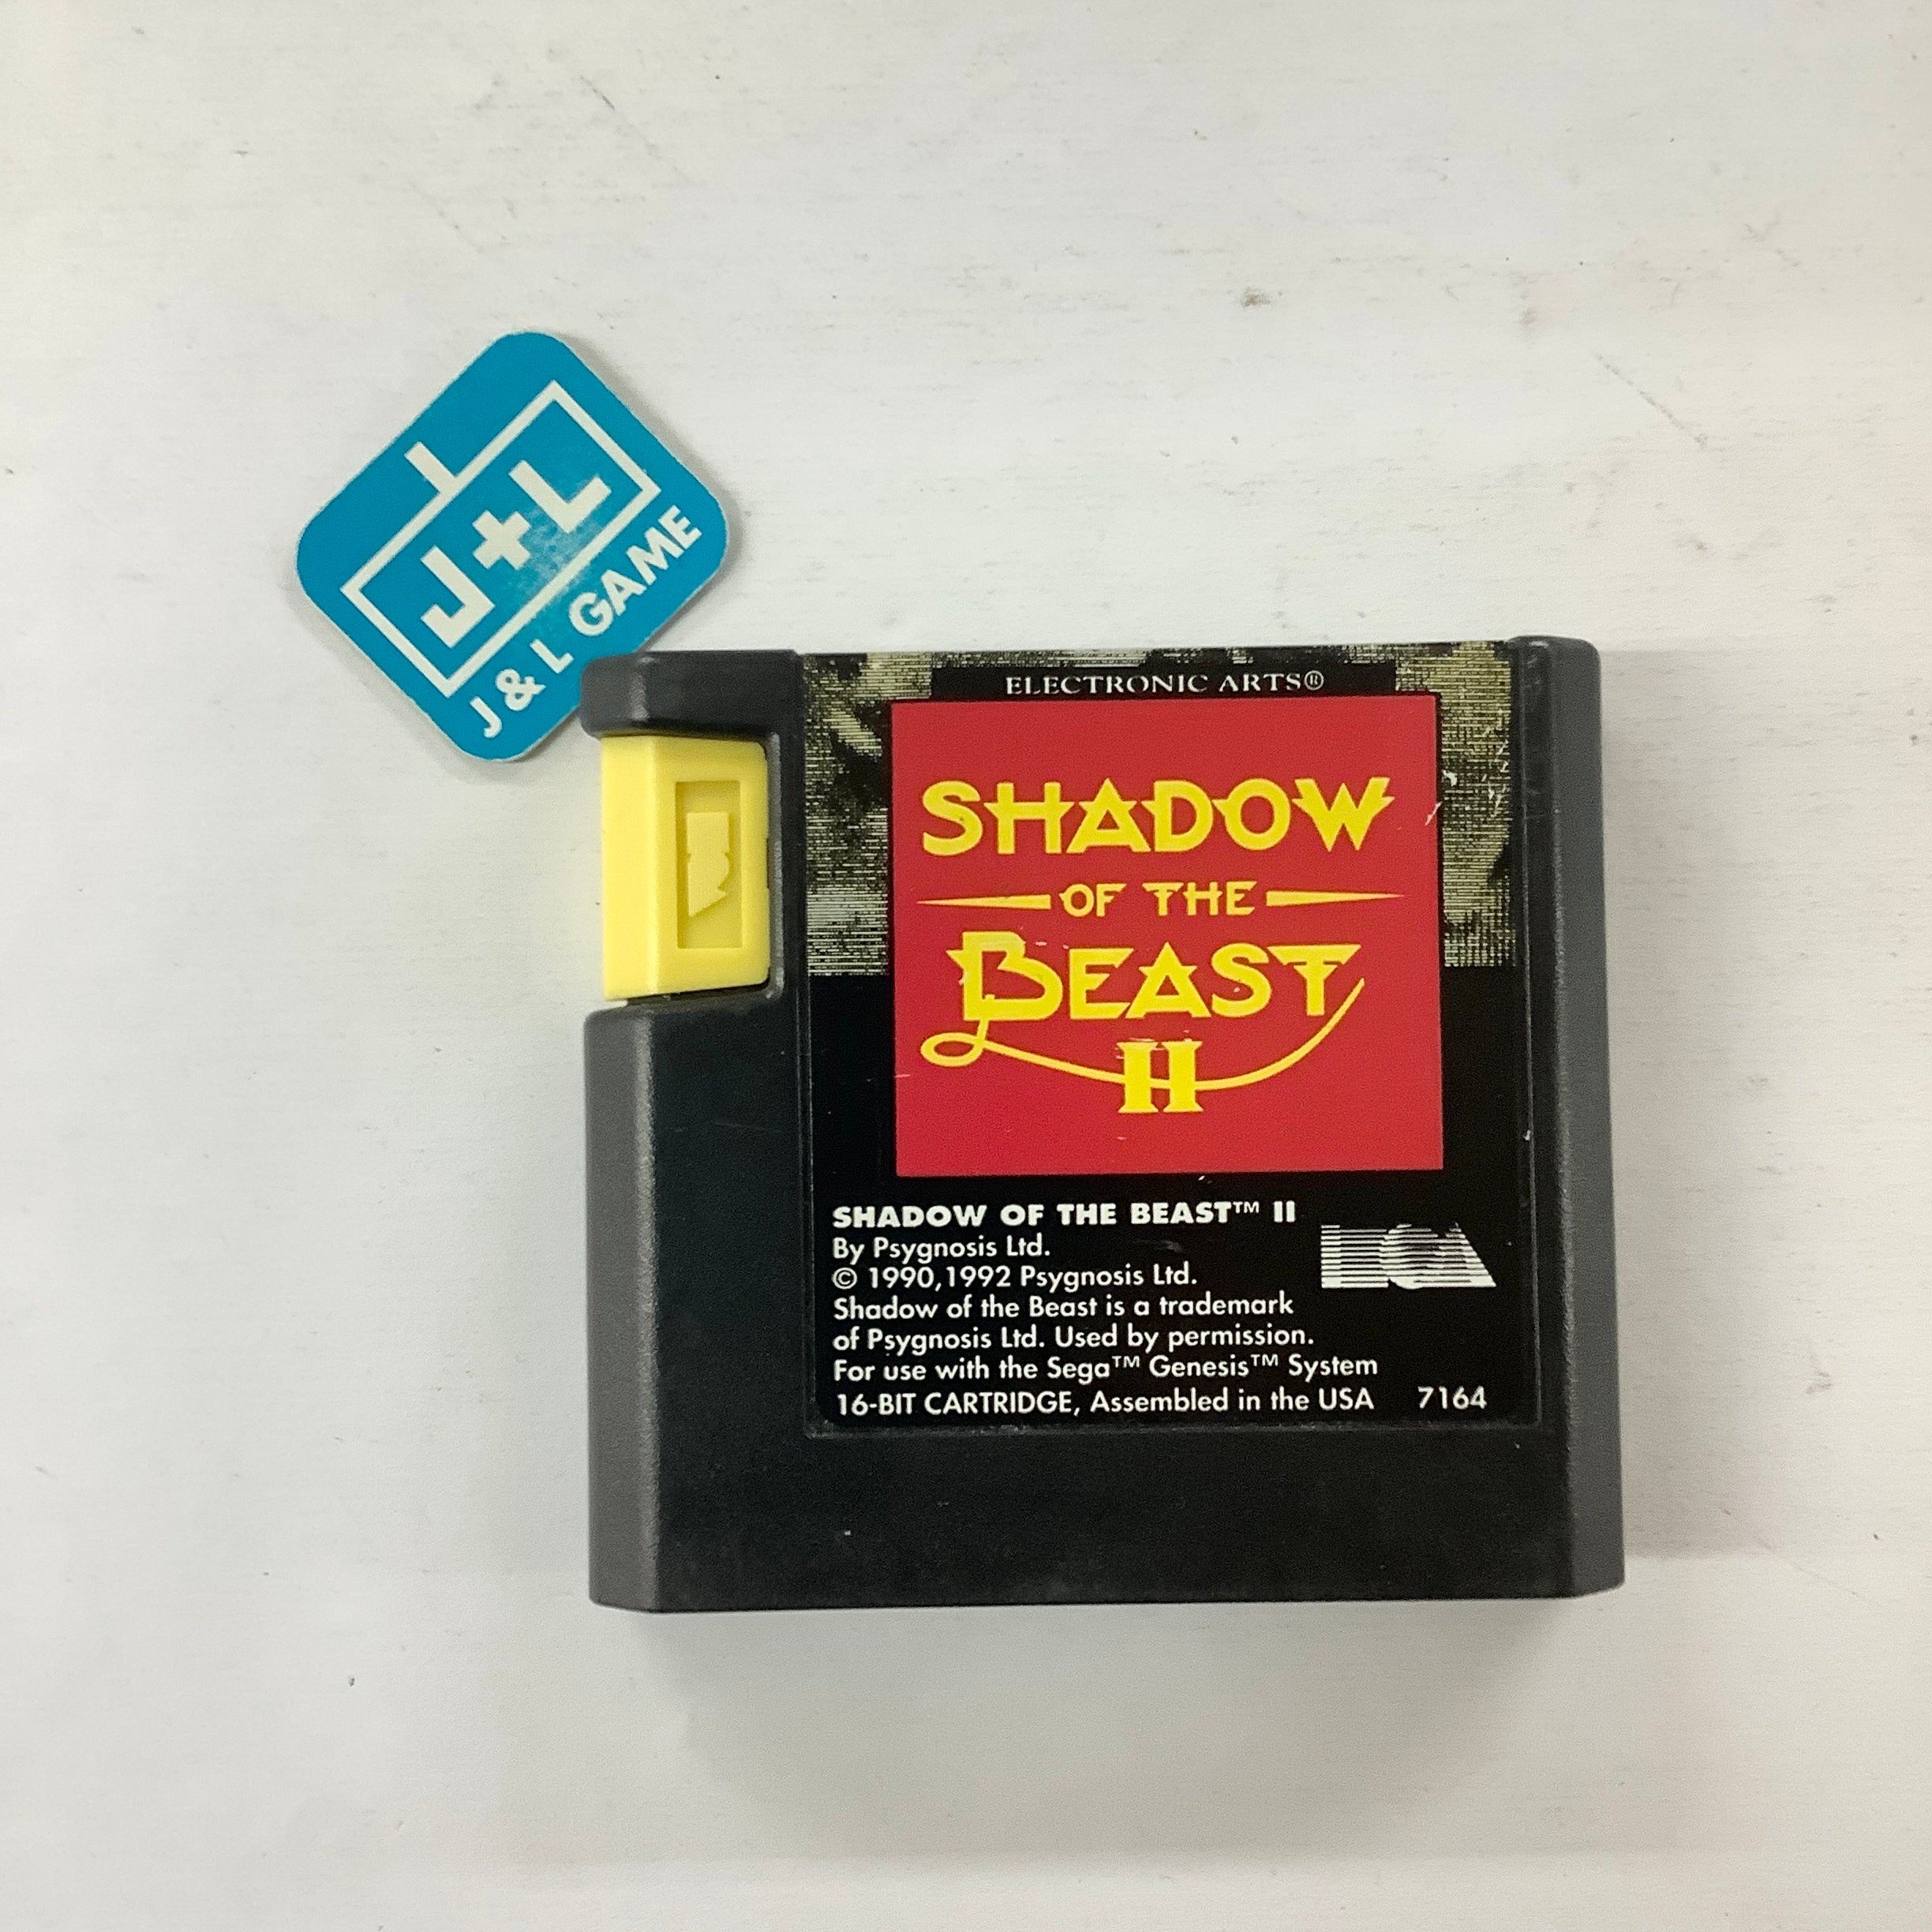 J+L
J & L GAME
ELECTRONIC ARTS®
SHADOW
OF THE
BEAST
II
SHADOW OF THE BEAST™ II
By Psygnosis Ltd.
© 1990,1992 Psygnosis Ltd.
Shadow of the Beast is a trademark
of Psygnosis Ltd. Used by permission.
For use with the Sega™ Genesis™ System
16-BIT CARTRIDGE, Assembled in the USA 7164
EA